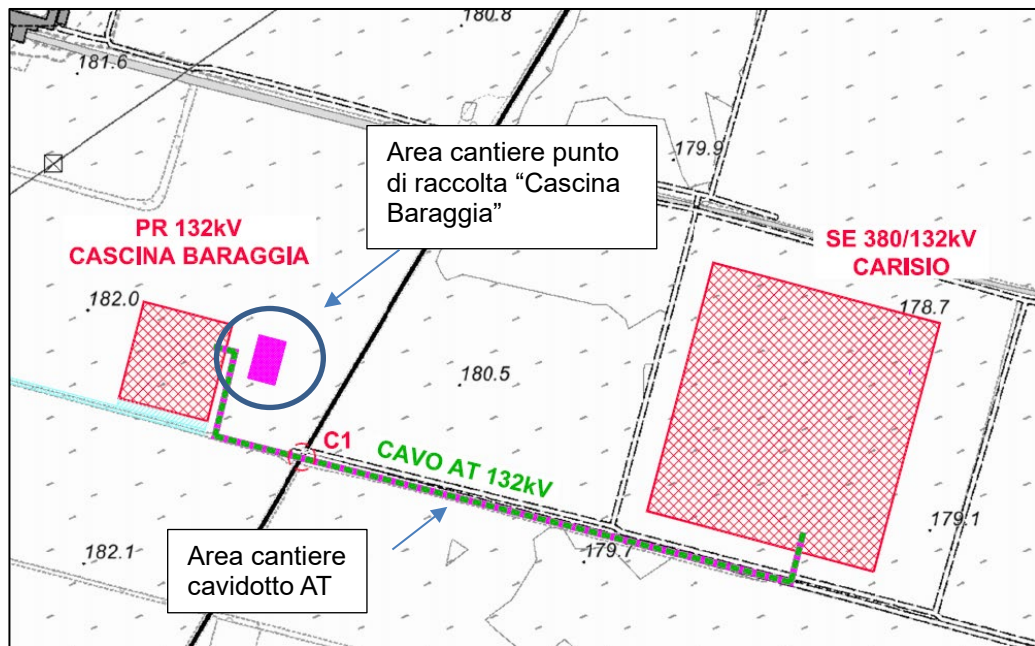 180.8
181.6
Area cantiere punto
di raccolta “Cascina
Baraggia”
179.9
PR 132kV
CASCINA BARAGGIA
SE 380/132kV
CARISIO
182.0
178.7
180.5
C1
CAVO AT 132kV
179.1
179.7
182.1
Area cantiere
cavidotto AT